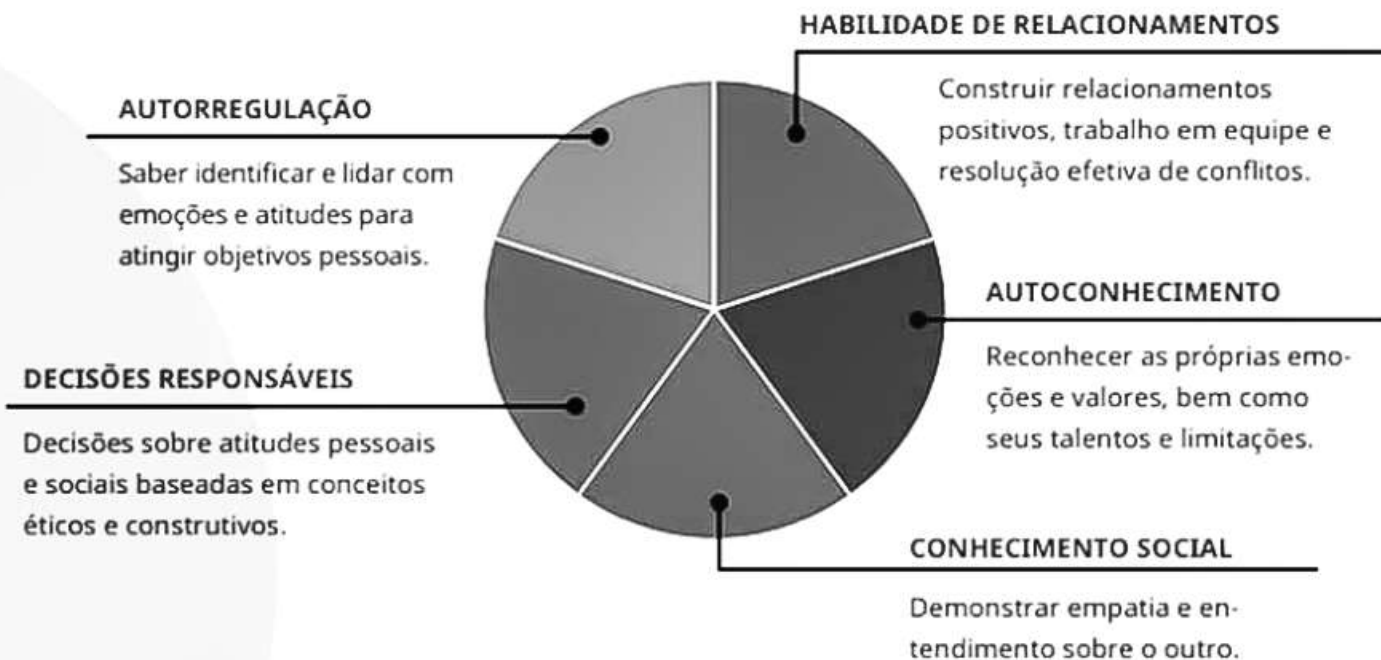 HABILIDADE DE RELACIONAMENTOS
Construir relacionamentos
positivos, trabalho em equipe e
resolução efetiva de conflitos.
AUTORREGULAÇÃO
Saber identificar e lidar com
emoções e atitudes para
atingir objetivos pessoais.
AUTOCONHECIMENTO
Reconhecer as próprias emo-
ções e valores, bem como
seus talentos e limitações.
DECISÕES RESPONSÁVEIS
Decisões sobre atitudes pessoais
e sociais baseadas em conceitos
éticos e construtivos.
CONHECIMENTO SOCIAL
Demonstrar empatia e en-
tendimento sobre o outro.